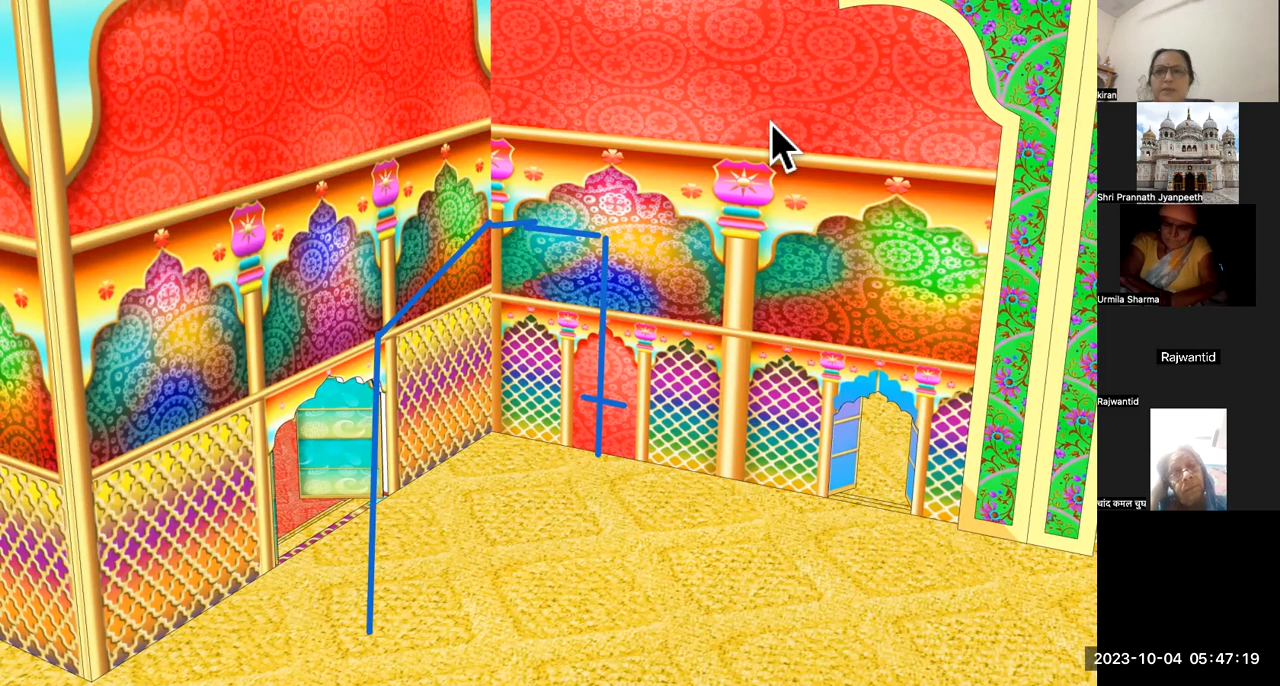 kiran
Shri Prannath Jyanpeeth
Urmila Sharma
Rajwantid
Rajwantid
चांद कमल चुघ
2023-10-04 05:47:19